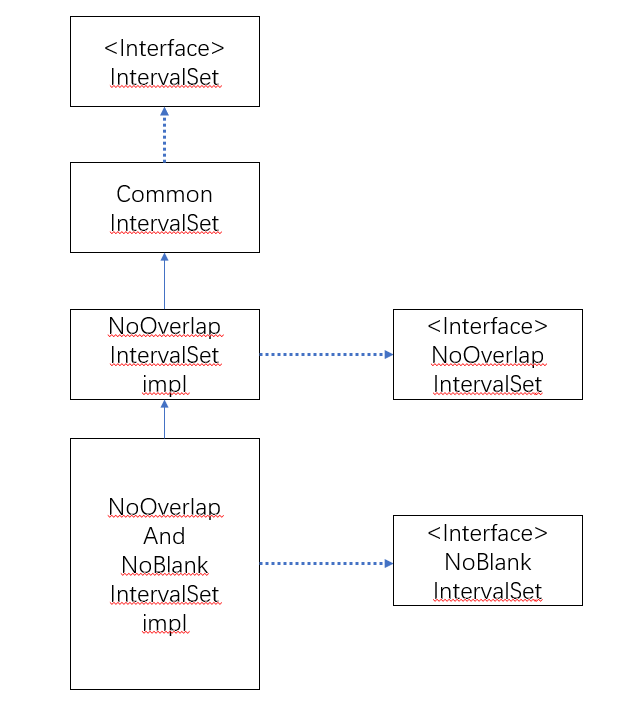 <Interface>
IntervalSet
Common
IntervalSet
NoOverlap
IntervalSet
impl
<Interface>
NoOverlap
IntervalSet
NoOverlap
And
NoBlank
IntervalSet
impl
<Interface>
NoBlank
IntervalSet